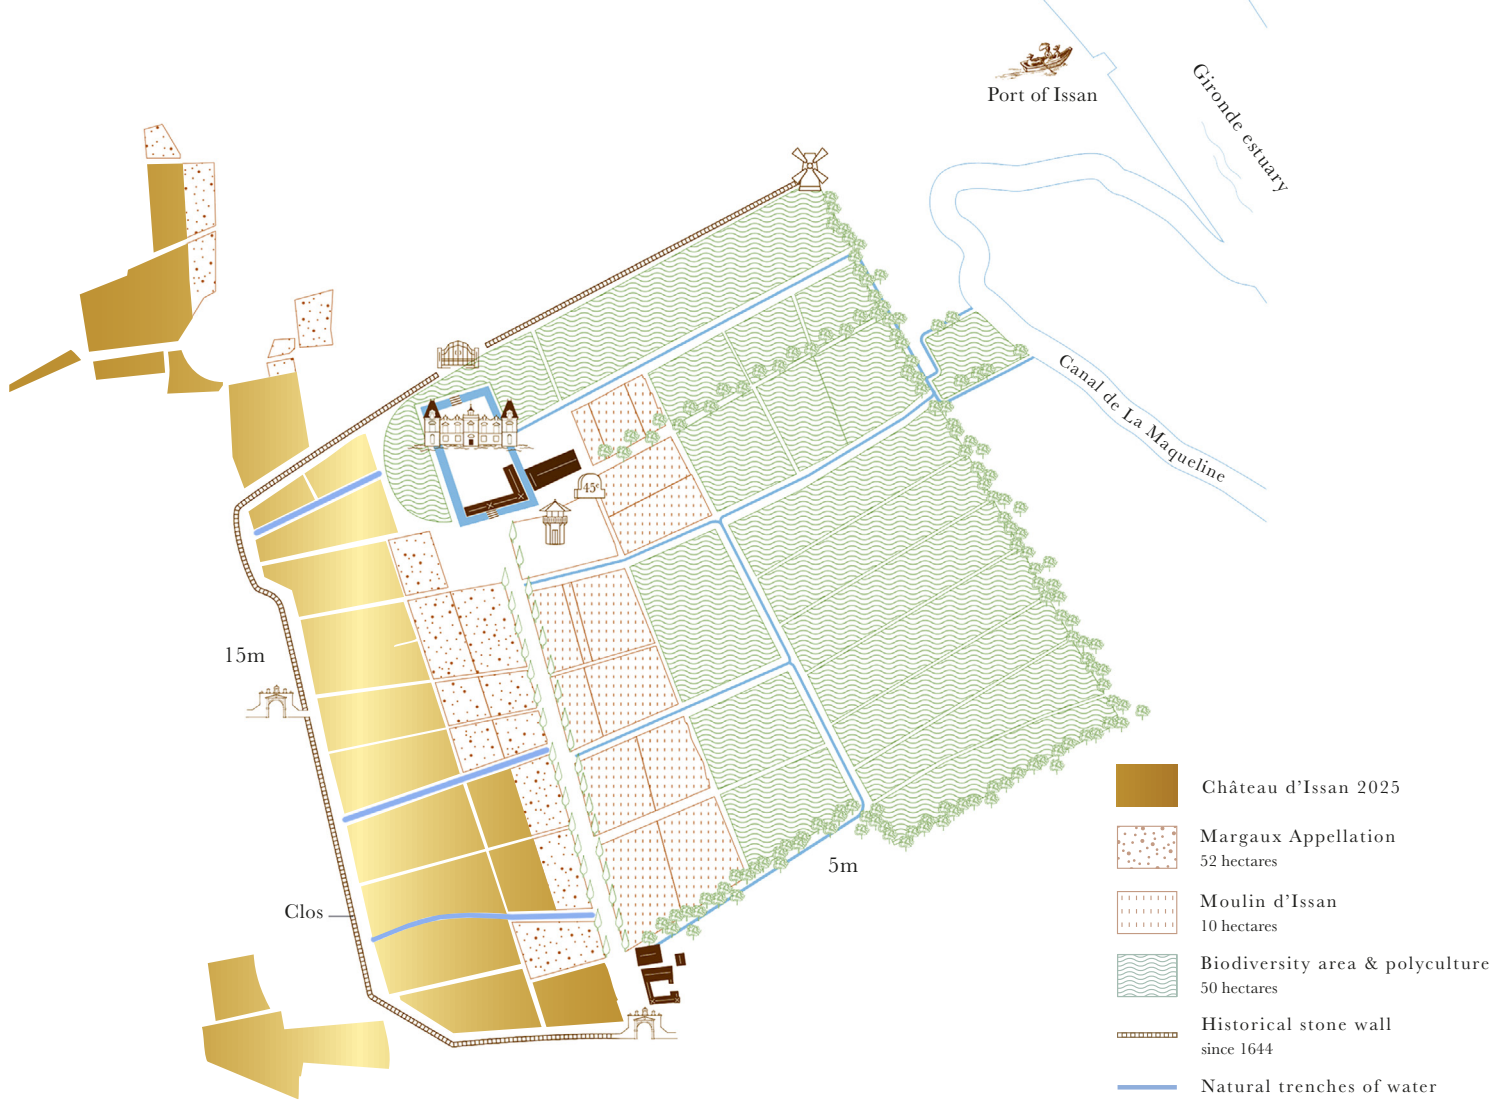 Port of Issan
Gironde estuary
Canal de La Maqueline
45e
15m
5m
Clos
Château d’Issan 2025
Margaux Appellation
52 hectares
Moulin d’Issan
10 hectares
Biodiversity area & polyculture
50 hectares
Historical stone wall
since 1644
Natural trenches of water